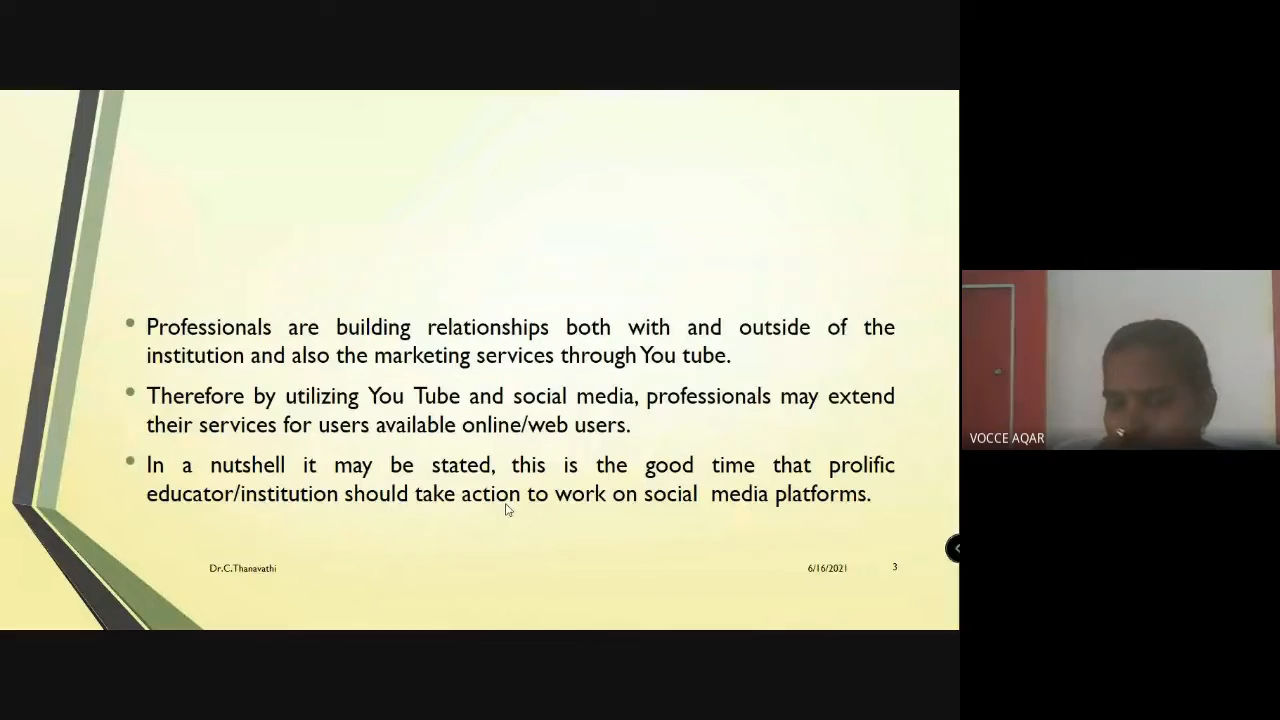 Professionals are building relationships both with and outside of the
institution and also the marketing services through You tube.
Therefore by utilizing You Tube and social media, professionals may extend
their services for users available online/web users.
In a nutshell it may be stated, this is the good time that prolific
educator/institution should take action to work on social media platforms.
Dr.C.Thanavathi
6/16/2021
3
VOCCE AQAR